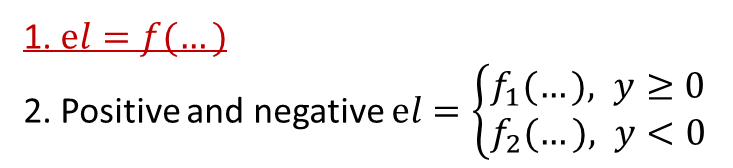 1. el = f(…)
2. Positive and negative el = {f₁(…), y ≥ 0
f₂(…), y < 0